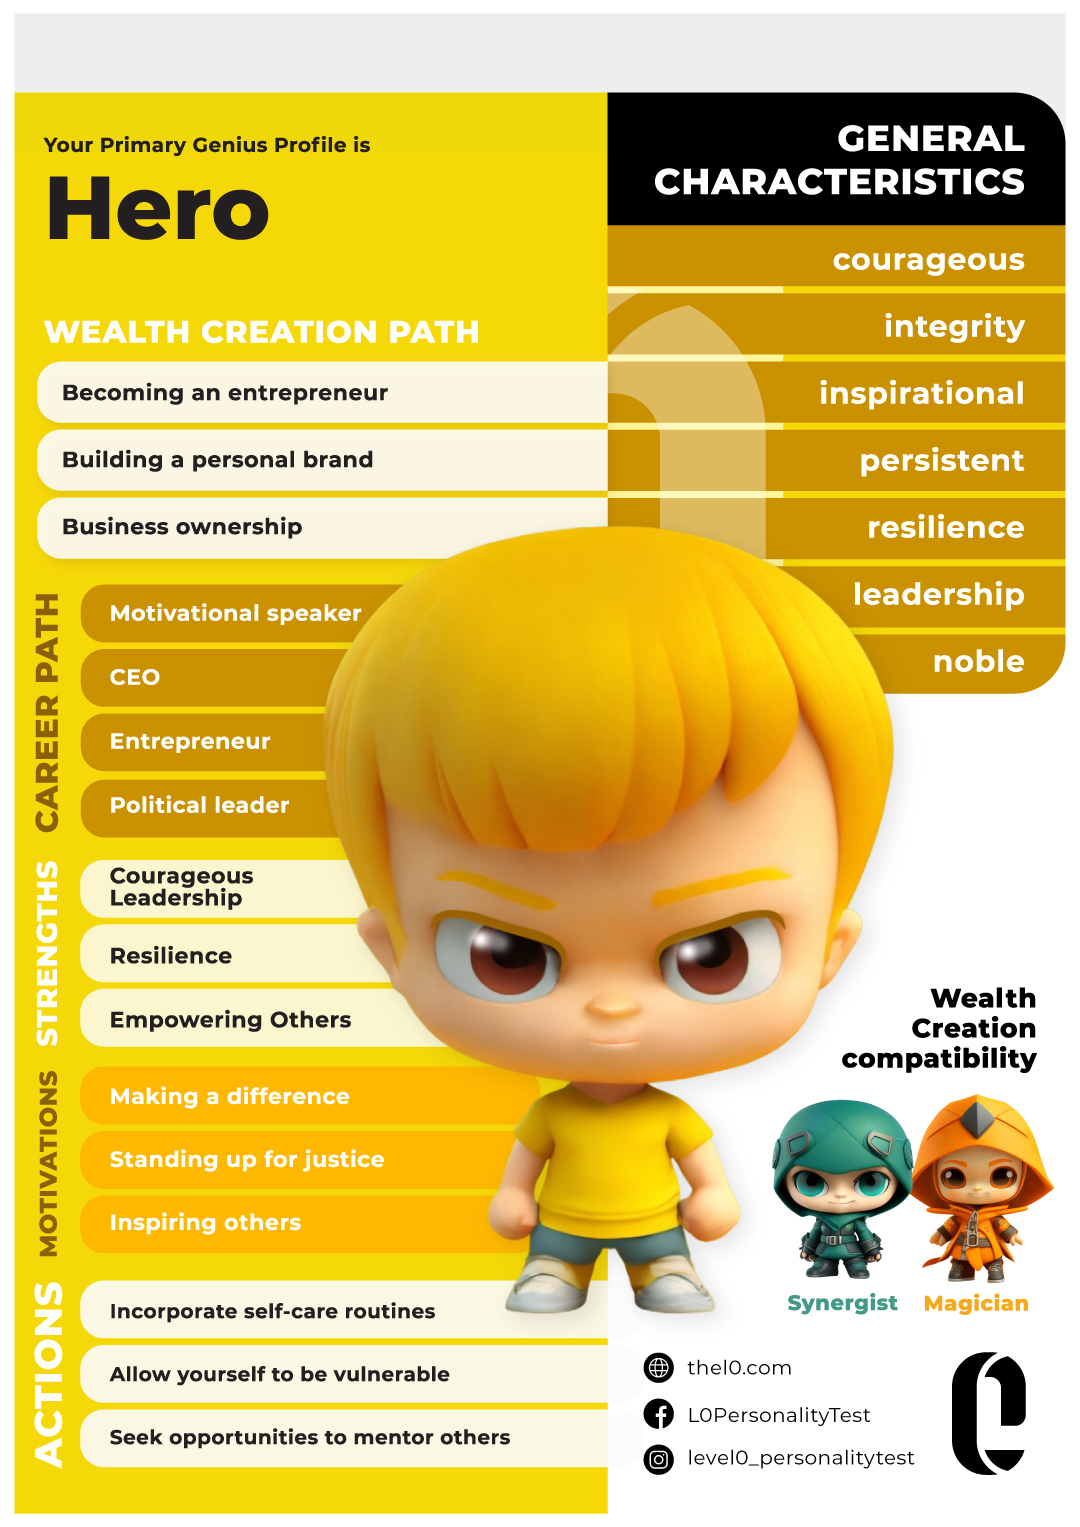 Your Primary Genius Profile is
Hero
WEALTH CREATION PATH
Becoming an entrepreneur
Building a personal brand
Business ownership
CAREER PATH
Motivational speaker
CEO
Entrepreneur
Political leader
STRENGTHS
Courageous
Leadership
Resilience
Empowering Others
MOTIVATIONS
Making a difference
Standing up for justice
Inspiring others
ACTIONS
Incorporate self-care routines
Allow yourself to be vulnerable
Seek opportunities to mentor others
GENERAL
CHARACTERISTICS
courageous
integrity
inspirational
persistent
resilience
leadership
noble
Wealth
Creation
compatibility
Synergist
Magician
thel0.com
L0PersonalityTest
level0_personalitytest